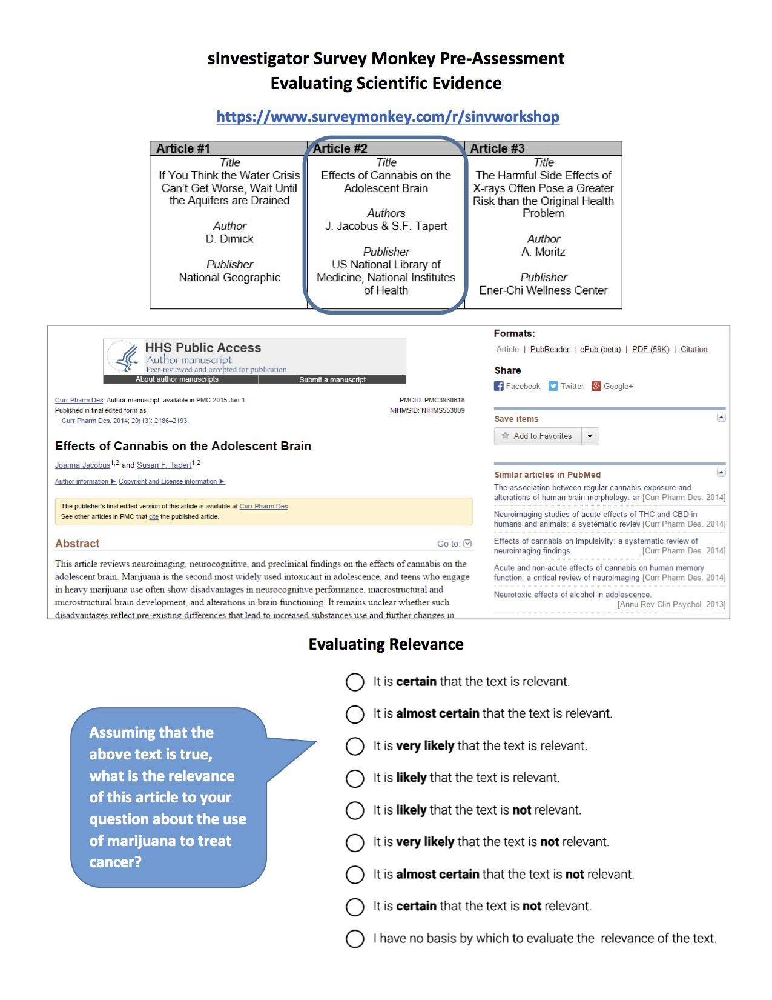 sInvestigator Survey Monkey Pre-Assessment
Evaluating Scientific Evidence
https://www.surveymonkey.com/r/sinvworkshop
Article #1
Title
If You Think the Water Crisis
Can't Get Worse, Wait Until
the Aquifers are Drained
Author
D. Dimick
Publisher
National Geographic
Article #2
Title
Effects of Cannabis on the
Adolescent Brain
Authors
J. Jacobus & S.F. Tapert
Publisher
US National Library of
Medicine, National Institutes
of Health
Article #3
Title
The Harmful Side Effects of
X-rays Often Pose a Greater
Risk than the Original Health
Problem
Author
A. Moritz
Publisher
Ener-Chi Wellness Center
HHS Public Access
Author manuscript
Peer-reviewed and accepted for publication
About author manuscripts
Submit a manuscript
Curr Pharm Des. Author manuscript; available in PMC 2015 Jan 1.
PMCID: PMC3930618
Published in final edited form as:
NIHMSID: NIHMS553009
Curr Pharm Des. 2014; 20(13): 2186–2193.
Effects of Cannabis on the Adolescent Brain
Joanna Jacobus1,2 and Susan F. Tapert1,2
Author information ► Copyright and License information ►
The publisher's final edited version of this article is available at Curr Pharm Des
See other articles in PMC that cite the published article.
Abstract
Go to:
This article reviews neuroimaging, neurocognitive, and preclinical findings on the effects of cannabis on the
adolescent brain. Marijuana is the second most widely used intoxicant in adolescence, and teens who engage
in heavy marijuana use often show disadvantages in neurocognitive performance, macrostructural and
microstructural brain development, and alterations in brain functioning. It remains unclear whether such
disadvantages reflect pre-existing differences that lead to increased substances use and further changes in
Formats:
Article | PubReader | ePub (beta) | PDF (59K) | Citation
Share
Facebook Twitter Google+
Save items
Add to Favorites
Similar articles in PubMed
The association between regular cannabis exposure and
alterations of human brain morphology: ar [Curr Pharm Des. 2014]
Neuroimaging studies of acute effects of THC and CBD in
humans and animals: a systematic review [Curr Pharm Des. 2014]
Effects of cannabis on impulsivity: a systematic review of
neuroimaging findings. [Curr Pharm Des. 2014]
Acute and non-acute effects of cannabis on human memory
function: a critical review of neuroimaging [Curr Pharm Des. 2014]
Neurotoxic effects of alcohol in adolescence.
[Annu Rev Clin Psychol. 2013]
Evaluating Relevance
Assuming that the
above text is true,
what is the relevance
of this article to your
question about the use
of marijuana to treat
cancer?
It is certain that the text is relevant.
It is almost certain that the text is relevant.
It is very likely that the text is relevant.
It is likely that the text is relevant.
It is likely that the text is not relevant.
It is very likely that the text is not relevant.
It is almost certain that the text is not relevant.
It is certain that the text is not relevant.
I have no basis by which to evaluate the relevance of the text.